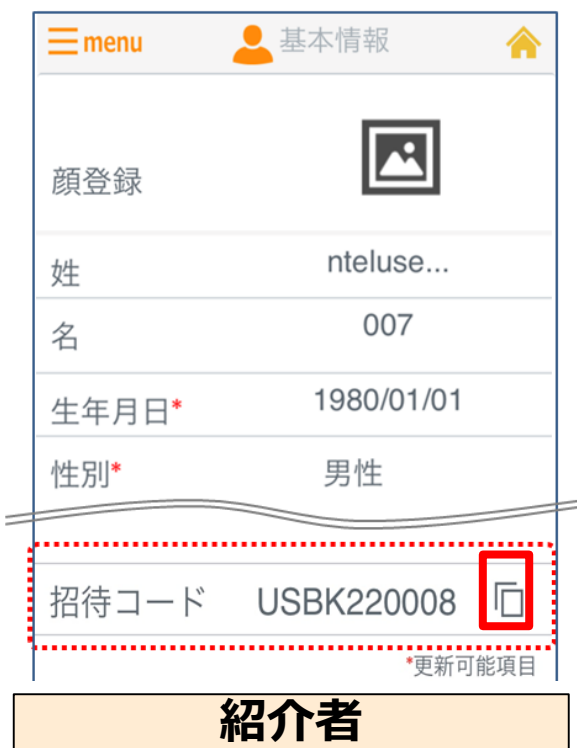 menu 基本情報
顔登録
姓 nteluse...
名 007
生年月日* 1980/01/01
性別* 男性
招待コード USBK220008
*更新可能項目
紹介者